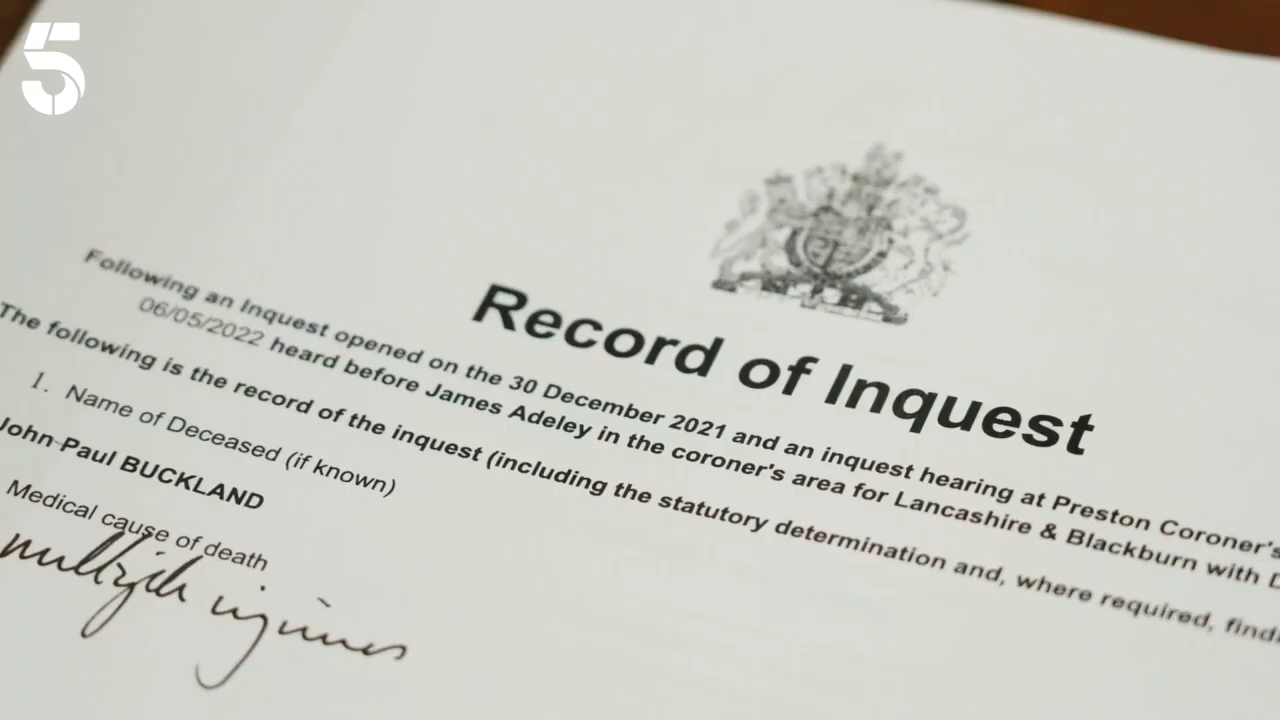 5
Record of Inquest
Following an Inquest opened on the 30 December 2021 and an inquest hearing at Preston Coroner's
06/05/2022 heard before James Adeley in the coroner's area for Lancashire & Blackburn with D
The following is the record of the inquest (including the statutory determination and, where required, findi
1. Name of Deceased (if known)
John-Paul BUCKLAND
Medical cause of death
multiple injuries